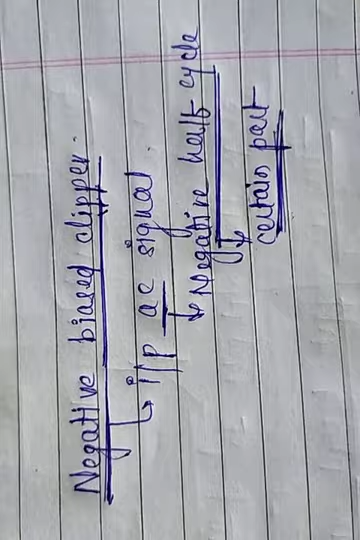 Negative biased clipper.
↳ i/p ac signal.
↳ Negative half cycle
↳ certain part